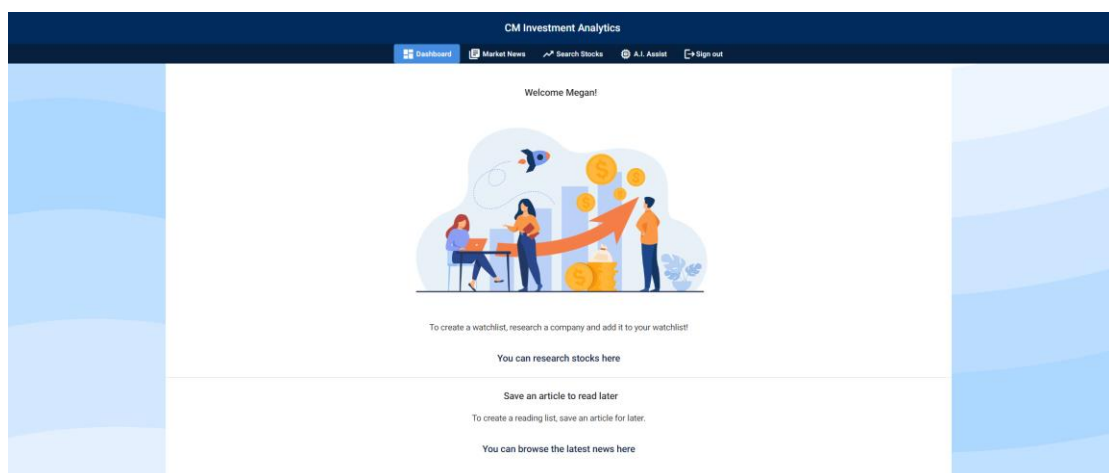 CM Investment Analytics
Dashboard Market News Search Stocks A.I. Assist Sign out
Welcome Megan!
To create a watchlist, research a company and add it to your watchlist!
You can research stocks here
Save an article to read later
To create a reading list, save an article for later.
You can browse the latest news here